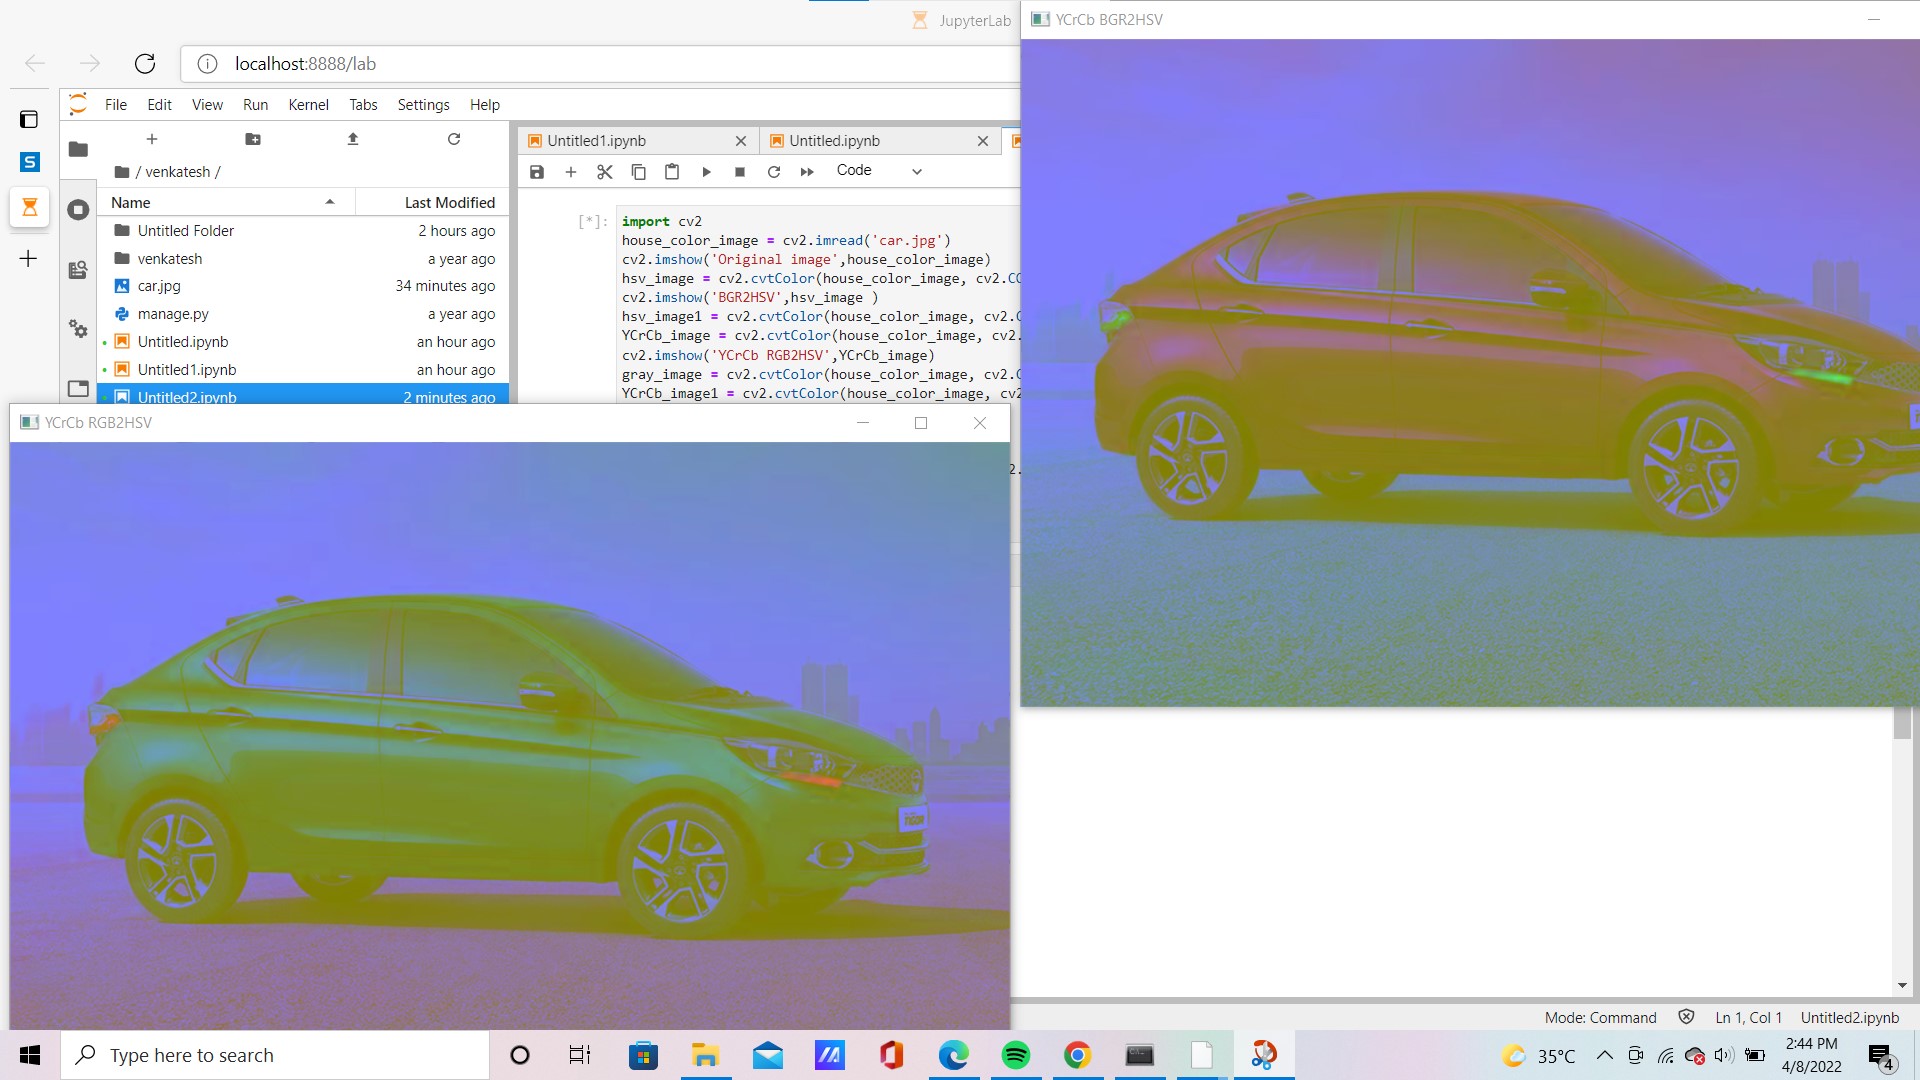 JupyterLab
YCrCb BGR2HSV
localhost:8888/lab
File Edit View Run Kernel Tabs Settings Help
Untitled1.ipynb
Untitled.ipynb
/ venkatesh /
Code
Name Last Modified
Untitled Folder 2 hours ago
venkatesh a year ago
car.jpg 34 minutes ago
manage.py a year ago
Untitled.ipynb an hour ago
Untitled1.ipynb an hour ago
Untitled2.ipynb 2 minutes ago
[*]:
import cv2
house_color_image = cv2.imread('car.jpg')
cv2.imshow('Original image',house_color_image)
hsv_image = cv2.cvtColor(house_color_image, cv2.CO
cv2.imshow('BGR2HSV',hsv_image )
hsv_image1 = cv2.cvtColor(house_color_image, cv2.C
YCrCb_image = cv2.cvtColor(house_color_image, cv2.
cv2.imshow('YCrCb RGB2HSV',YCrCb_image)
gray_image = cv2.cvtColor(house_color_image, cv2.C
YCrCb_image1 = cv2.cvtColor(house_color_image, cv2
2.
YCrCb RGB2HSV
TIGOR
Mode: Command Ln 1, Col 1 Untitled2.ipynb
Type here to search
35°C
2:44 PM
4/8/2022
4